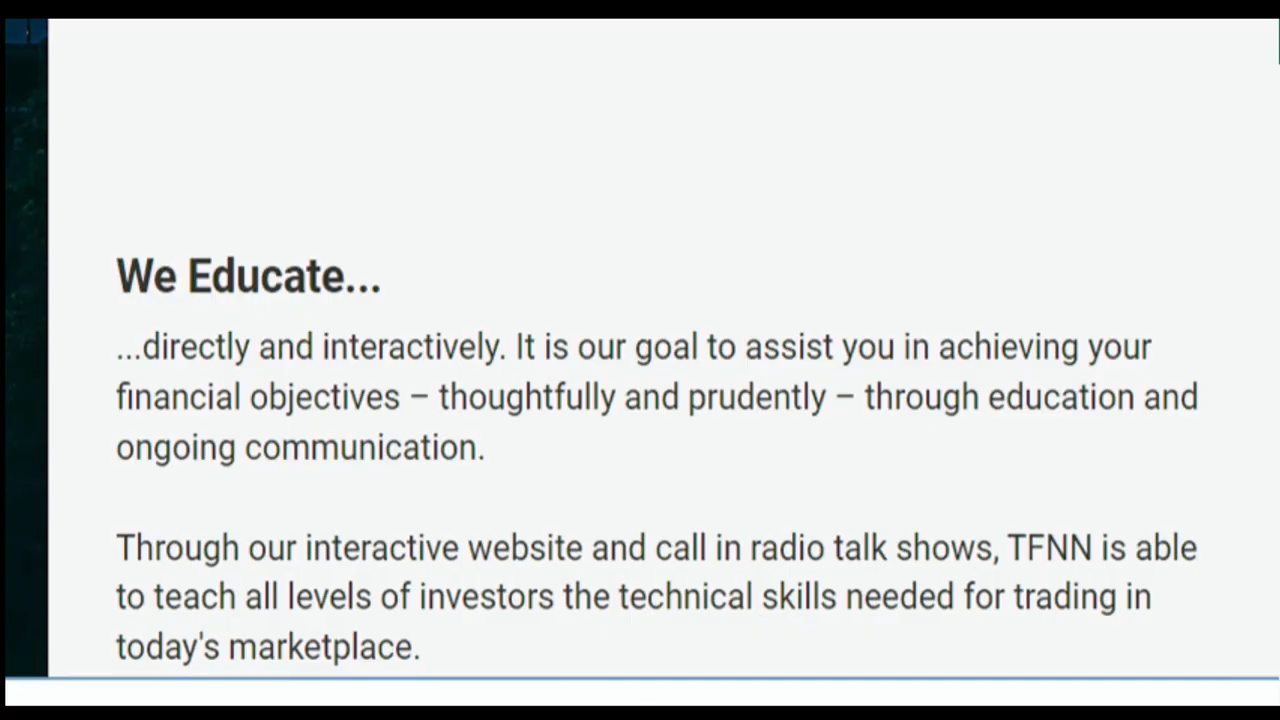 We Educate...
...directly and interactively. It is our goal to assist you in achieving your
financial objectives – thoughtfully and prudently – through education and
ongoing communication.
Through our interactive website and call in radio talk shows, TFNN is able
to teach all levels of investors the technical skills needed for trading in
today's marketplace.